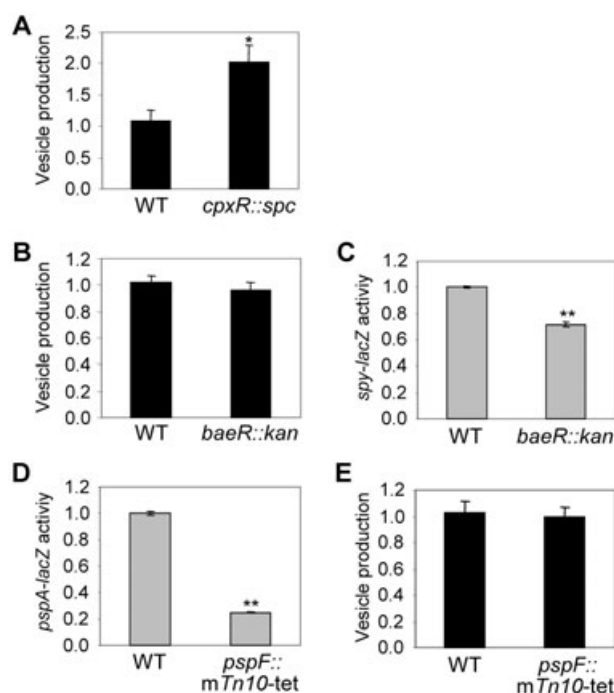 A
Vesicle production
2.5
2.0
1.5
1.0
0.5
0.0
*
WT
cpxR::spc
B
Vesicle production
1.2
1.0
0.8
0.6
0.4
0.2
0.0
WT
baeR::kan
C
spy-lacZ activiy
1.2
1.0
0.8
0.6
0.4
0.2
0.0
**
WT
baeR::kan
D
pspA-lacZ activiy
1.2
1.0
0.8
0.6
0.4
0.2
0.0
**
WT
pspF::
mTn10-tet
E
Vesicle production
1.2
1.0
0.8
0.6
0.4
0.2
0.0
WT
pspF::
mTn10-tet